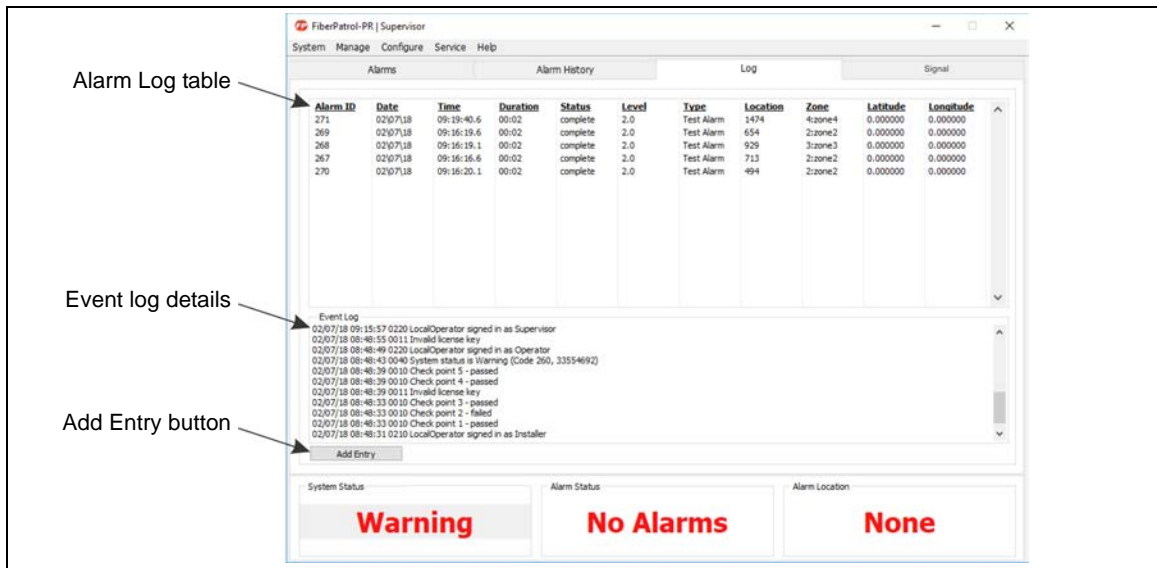 FiberPatrol-PR | Supervisor
System Manage Configure Service Help
Alarms Alarm History Log Signal
Alarm Log table
Alarm ID Date Time Duration Status Level Type Location Zone Latitude Longitude
271 02\07\18 09:19:40.6 00:02 complete 2.0 Test Alarm 1474 4:zone4 0.000000 0.000000
269 02\07\18 09:16:19.6 00:02 complete 2.0 Test Alarm 654 2:zone2 0.000000 0.000000
268 02\07\18 09:16:19.1 00:02 complete 2.0 Test Alarm 929 3:zone3 0.000000 0.000000
267 02\07\18 09:16:16.6 00:02 complete 2.0 Test Alarm 713 2:zone2 0.000000 0.000000
270 02\07\18 09:16:20.1 00:02 complete 2.0 Test Alarm 494 2:zone2 0.000000 0.000000
Event log details
Event Log
02/07/18 09:15:57 0220 LocalOperator signed in as Supervisor
02/07/18 08:48:55 0011 Invalid license key
02/07/18 08:48:49 0220 LocalOperator signed in as Operator
02/07/18 08:48:43 0040 System status is Warning (Code 260, 33554692)
02/07/18 08:48:39 0010 Check point 5 - passed
02/07/18 08:48:39 0010 Check point 4 - passed
02/07/18 08:48:39 0011 Invalid license key
02/07/18 08:48:33 0010 Check point 3 - passed
02/07/18 08:48:33 0010 Check point 2 - failed
02/07/18 08:48:33 0010 Check point 1 - passed
02/07/18 08:48:31 0210 LocalOperator signed in as Installer
Add Entry button
Add Entry
System Status Alarm Status Alarm Location
Warning No Alarms None